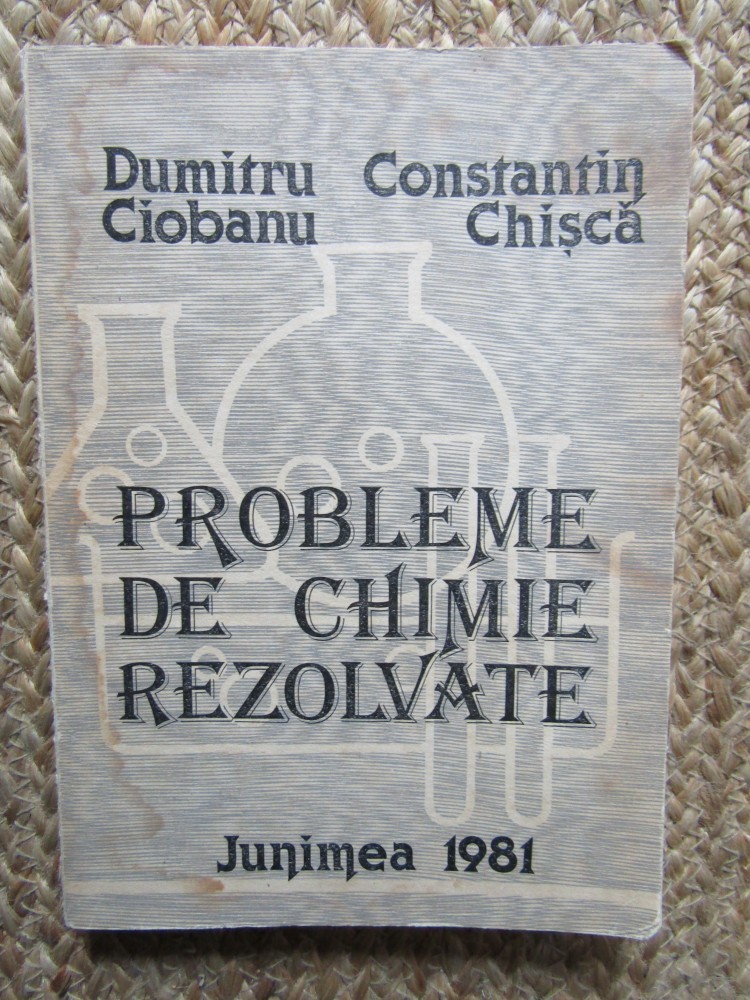 Dumitru Constantin
Ciobanu Chișcă
PROBLEME
DE CHIMIE
REZOLVATE
Junimea 1981